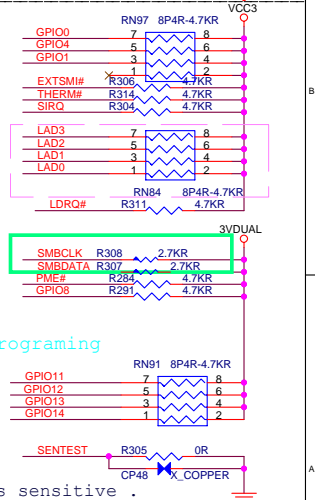 VCC3
RN97 8P4R-4.7KR
GPIO0 7 8
GPIO4 5 6
GPIO1 3 4
1 2
EXTSMI# R306 4.7KR
THERM# R314 4.7KR
SIRQ R304 4.7KR
B
LAD3 7 8
LAD2 5 6
LAD1 3 4
LAD0 1 2
RN84 8P4R-4.7KR
LDRQ# R311 4.7KR
3VDUAL
SMBCLK R308 2.7KR
SMBDATA R307 2.7KR
PME# R284 4.7KR
GPIO8 R291 4.7KR
rograming
RN91 8P4R-4.7KR
GPIO11 7 8
GPIO12 5 6
GPIO13 3 4
GPIO14 1 2
SENTEST R305 0R
CP48 X_COPPER
A
s sensitive .